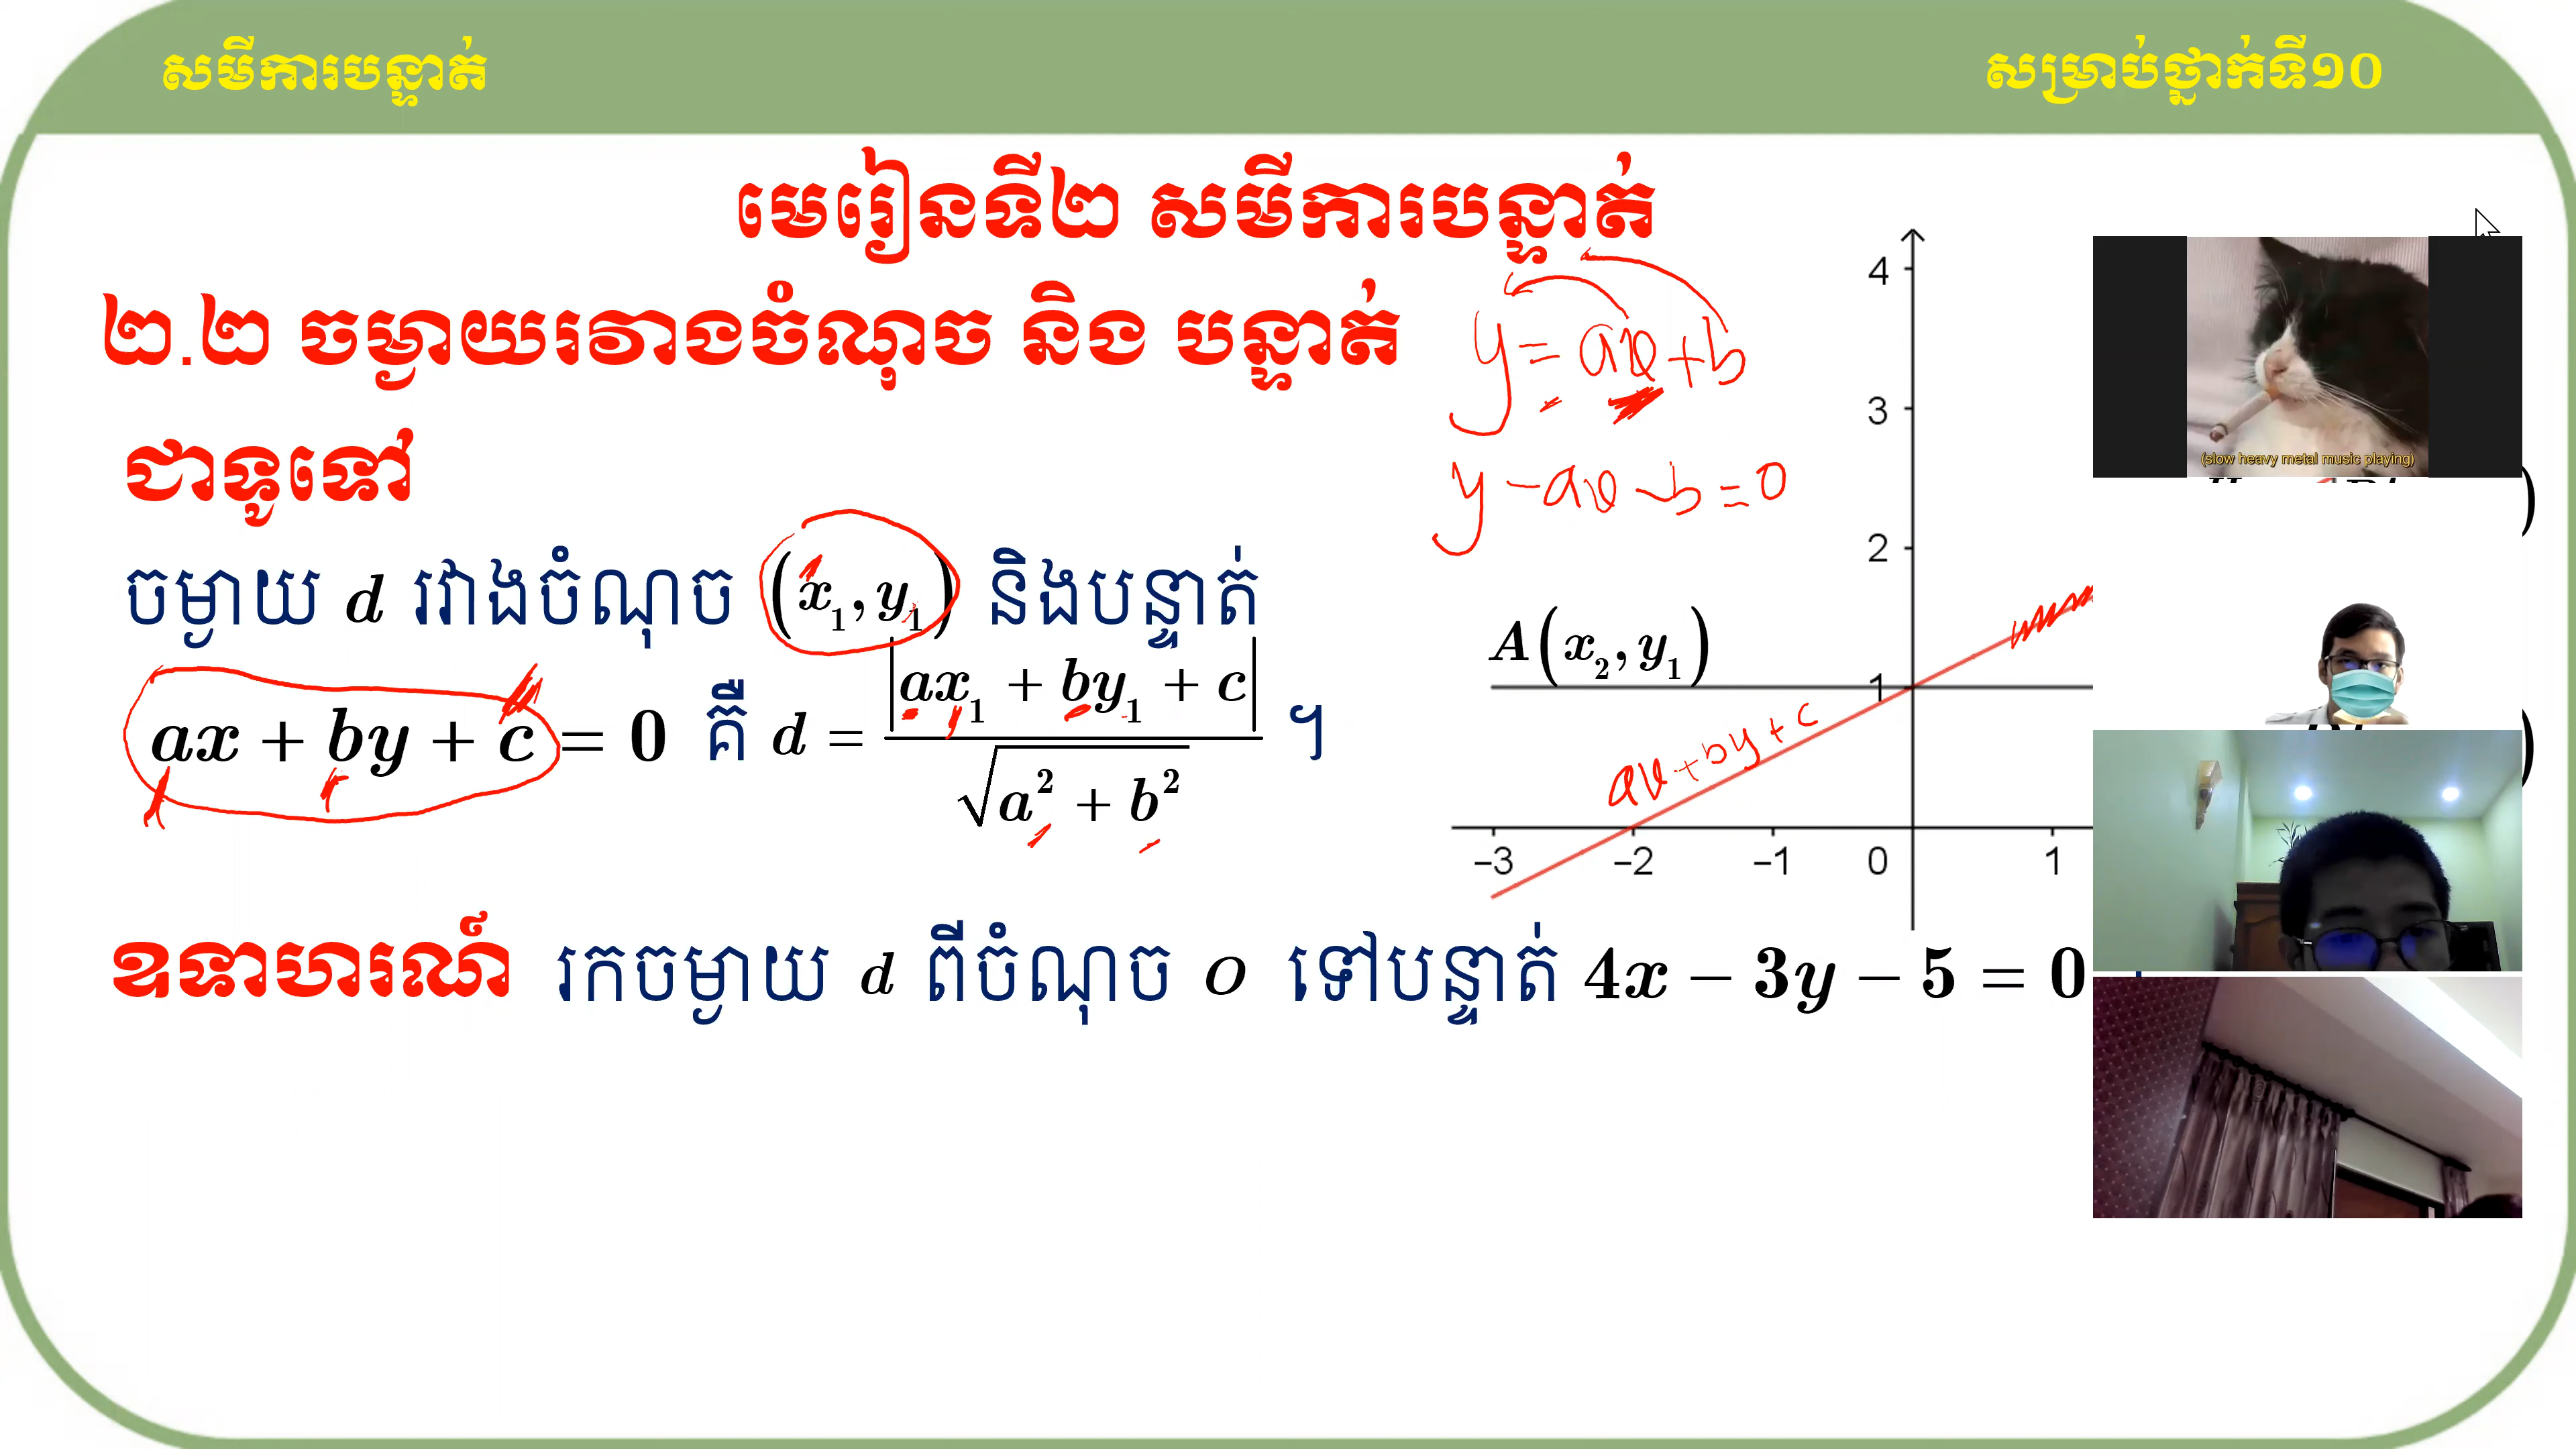 សមីការបន្ទាត់
សម្រាប់ថ្នាក់ទី១០
មេរៀនទី២ សមីការបន្ទាត់
២.២ ចម្ងាយរវាងចំណុច និង បន្ទាត់
y = ax + b
ជាទូទៅ
y - ax - b = 0
ចម្ងាយ d រវាងចំណុច (x₁, y₁) និងបន្ទាត់
ax + by + c = 0 គឺ d = |ax₁ + by₁ + c| / √(a² + b²) ។
4
3
2
1
A(x₂, y₁)
ax + by + c
-3 -2 -1 0 1
(slow heavy metal music playing)
ឧទាហរណ៍ រកចម្ងាយ d ពីចំណុច O ទៅបន្ទាត់ 4x − 3y − 5 = 0